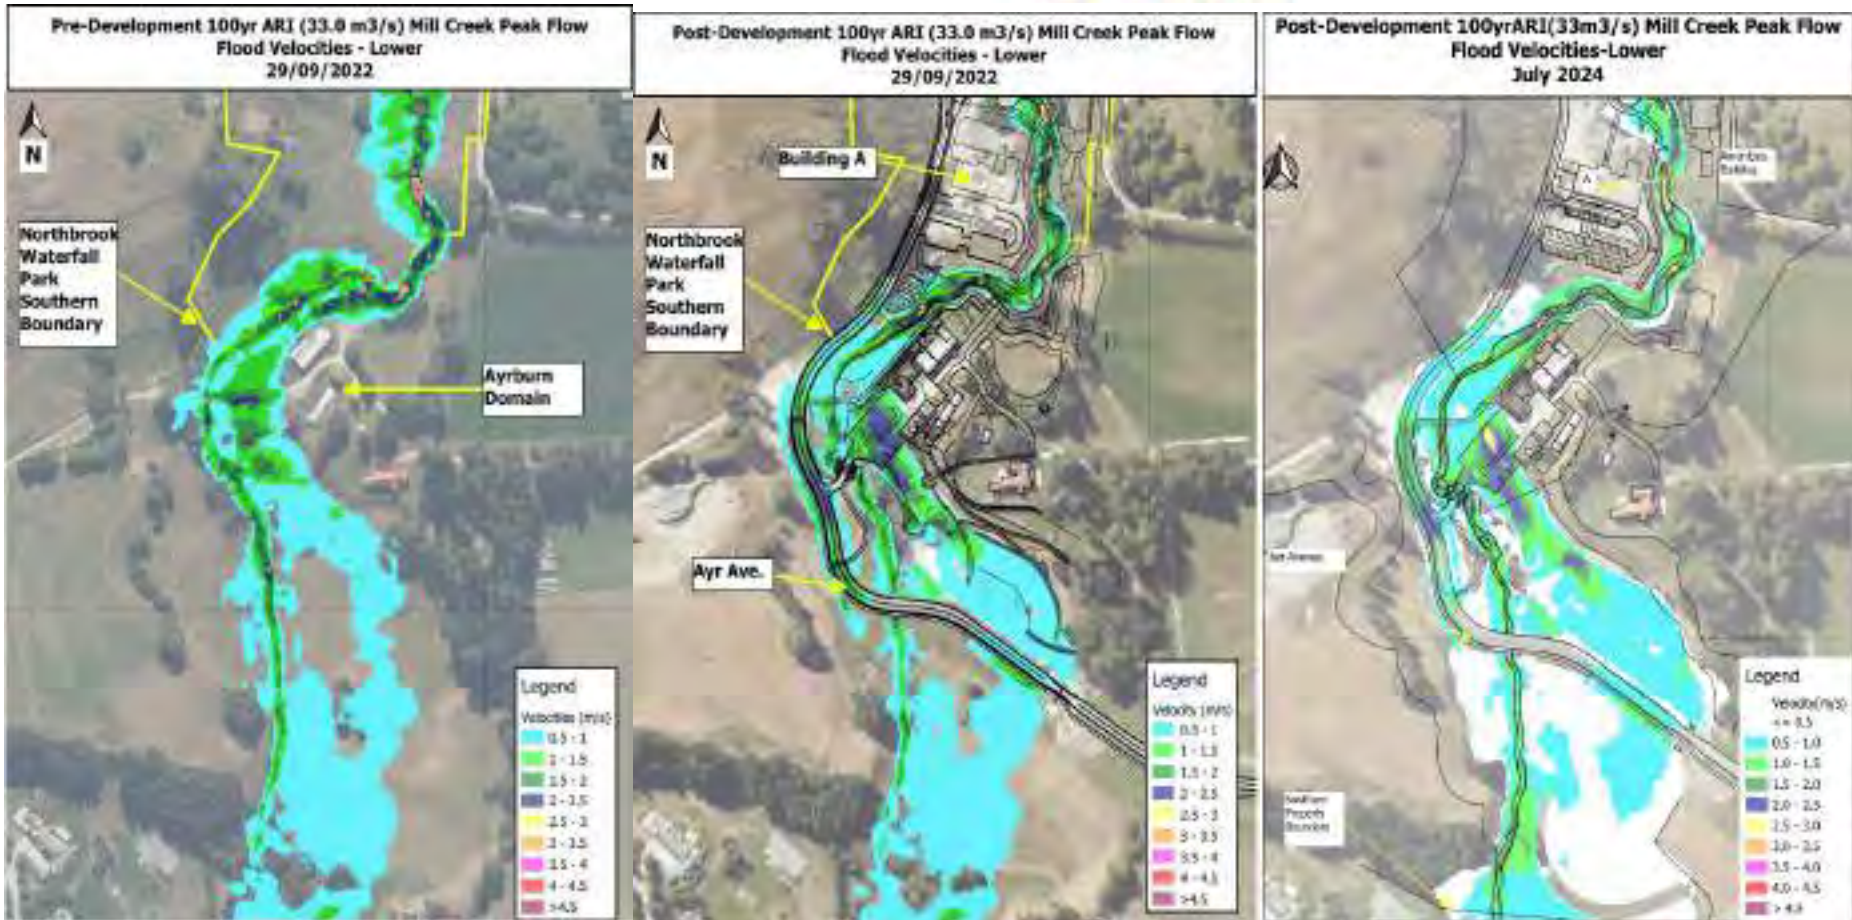 Pre-Development 100yr ARI (33.0 m3/s) Mill Creek Peak Flow
Flood Velocities - Lower
29/09/2022
N
Northbrook
Waterfall
Park
Southern
Boundary
Ayrburn
Domain
Legend
Velocities (m/s)
0.5 - 1
1 - 1.5
1.5 - 2
2 - 2.5
2.5 - 3
3 - 3.5
3.5 - 4
4 - 4.5
>4.5
Post-Development 100yr ARI (33.0 m3/s) Mill Creek Peak Flow
Flood Velocities - Lower
29/09/2022
N
Building A
Northbrook
Waterfall
Park
Southern
Boundary
Ayr Ave.
Legend
Velocity (m/s)
0.5 - 1
1 - 1.5
1.5 - 2
2 - 2.5
2.5 - 3
3 - 3.5
3.5 - 4
4 - 4.5
>4.5
Post-Development 100yrARI(33m3/s) Mill Creek Peak Flow
Flood Velocities-Lower
July 2024
A
Southern
Property
Boundary
Legend
Velocity(m/s)
<= 0.5
0.5 - 1.0
1.0 - 1.5
1.5 - 2.0
2.0 - 2.5
2.5 - 3.0
3.0 - 3.5
3.5 - 4.0
4.0 - 4.5
> 4.5